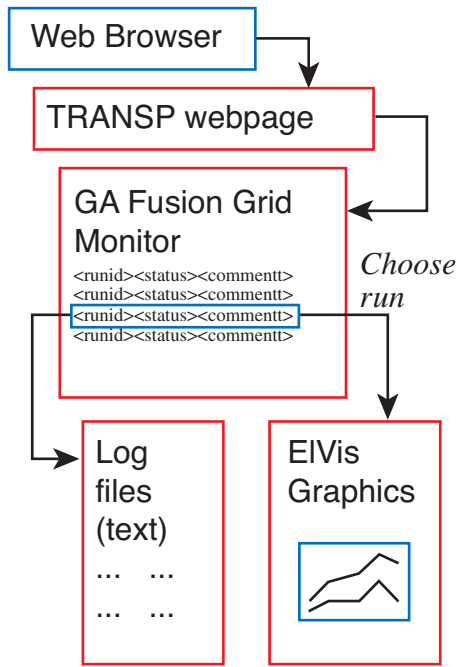 Web Browser
TRANSP webpage
GA Fusion Grid
Monitor
<runid><status><commentt>
<runid><status><commentt>
<runid><status><commentt>
<runid><status><commentt>
Choose
run
Log
files
(text)
... ...
... ...
ElVis
Graphics